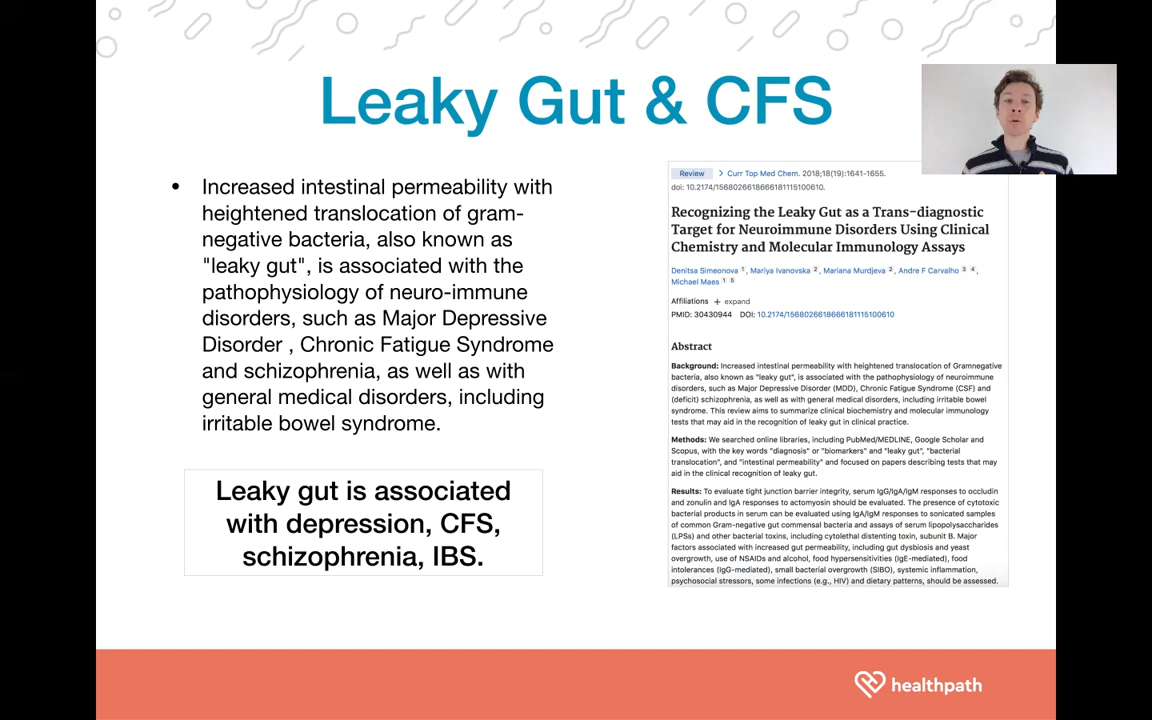 Leaky Gut & CFS
• Increased intestinal permeability with
heightened translocation of gram-
negative bacteria, also known as
"leaky gut", is associated with the
pathophysiology of neuro-immune
disorders, such as Major Depressive
Disorder , Chronic Fatigue Syndrome
and schizophrenia, as well as with
general medical disorders, including
irritable bowel syndrome.
Leaky gut is associated
with depression, CFS,
schizophrenia, IBS.
Review > Curr Top Med Chem. 2018;18(19):1641-1655.
doi: 10.2174/1568026618666181115100610.
Recognizing the Leaky Gut as a Trans-diagnostic
Target for Neuroimmune Disorders Using Clinical
Chemistry and Molecular Immunology Assays
Denitsa Simeonova 1, Mariya Ivanovska 2, Mariana Murdjeva 2, Andre F Carvalho 3 4,
Michael Maes 1 5
Affiliations + expand
PMID: 30430944 DOI: 10.2174/1568026618666181115100610
Abstract
Background: Increased intestinal permeability with heightened translocation of Gramnegative
bacteria, also known as "leaky gut", is associated with the pathophysiology of neuroimmune
disorders, such as Major Depressive Disorder (MDD), Chronic Fatigue Syndrome (CSF) and
(deficit) schizophrenia, as well as with general medical disorders, including irritable bowel
syndrome. This review aims to summarize clinical biochemistry and molecular immunology
tests that may aid in the recognition of leaky gut in clinical practice.
Methods: We searched online libraries, including PubMed/MEDLINE, Google Scholar and
Scopus, with the key words "diagnosis" or "biomarkers" and "leaky gut", "bacterial
translocation", and "intestinal permeability" and focused on papers describing tests that may
aid in the clinical recognition of leaky gut.
Results: To evaluate tight junction barrier integrity, serum IgG/IgA/IgM responses to occludin
and zonulin and IgA responses to actomyosin should be evaluated. The presence of cytotoxic
bacterial products in serum can be evaluated using IgA/IgM responses to sonicated samples
of common Gram-negative gut commensal bacteria and assays of serum lipopolysaccharides
(LPSs) and other bacterial toxins, including cytolethal distenting toxin, subunit B. Major
factors associated with increased gut permeability, including gut dysbiosis and yeast
overgrowth, use of NSAIDs and alcohol, food hypersensitivities (IgE-mediated), food
intolerances (IgG-mediated), small bacterial overgrowth (SIBO), systemic inflammation,
psychosocial stressors, some infections (e.g., HIV) and dietary patterns, should be assessed.
healthpath